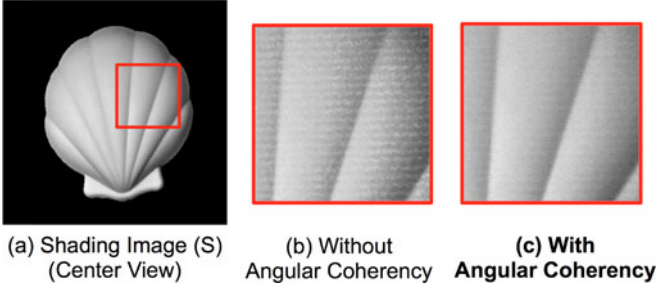 (a) Shading Image (S)
(Center View)
(b) Without
Angular Coherency
(c) With
Angular Coherency